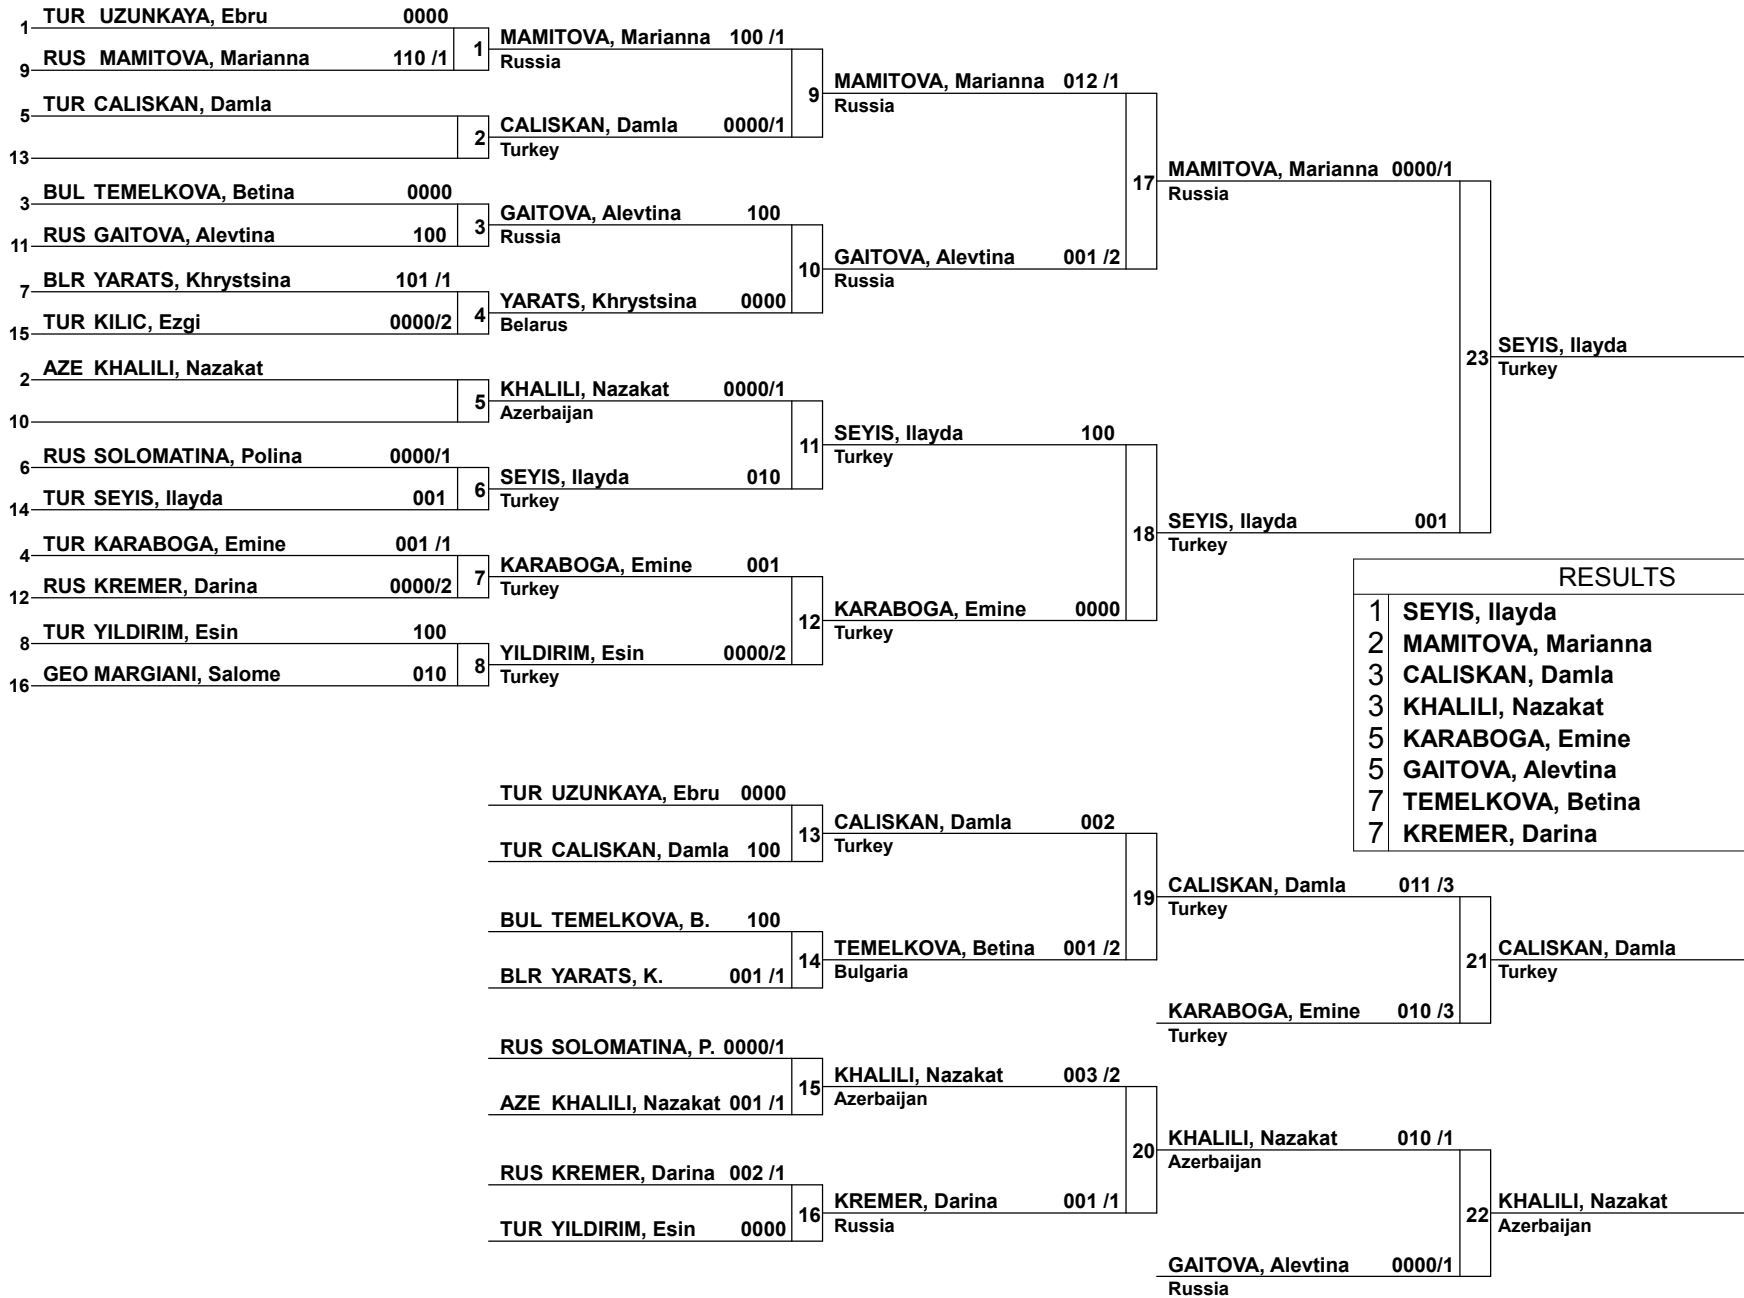 TUR UZUNKAYA, Ebru 0000
1
RUS MAMITOVA, Marianna 110 /1
9
1
MAMITOVA, Marianna 100 /1
Russia
TUR CALISKAN, Damla
5
13
2
CALISKAN, Damla 0000/1
Turkey
9
MAMITOVA, Marianna 012 /1
Russia
BUL TEMELKOVA, Betina 0000
3
RUS GAITOVA, Alevtina 100
11
3
GAITOVA, Alevtina 100
Russia
BLR YARATS, Khrystsina 101 /1
7
TUR KILIC, Ezgi 0000/2
15
4
YARATS, Khrystsina 0000
Belarus
10
GAITOVA, Alevtina 001 /2
Russia
17
MAMITOVA, Marianna 0000/1
Russia
AZE KHALILI, Nazakat
2
10
5
KHALILI, Nazakat 0000/1
Azerbaijan
RUS SOLOMATINA, Polina 0000/1
6
TUR SEYIS, Ilayda 001
14
6
SEYIS, Ilayda 010
Turkey
11
SEYIS, Ilayda 100
Turkey
TUR KARABOGA, Emine 001 /1
4
RUS KREMER, Darina 0000/2
12
7
KARABOGA, Emine 001
Turkey
TUR YILDIRIM, Esin 100
8
GEO MARGIANI, Salome 010
16
8
YILDIRIM, Esin 0000/2
Turkey
12
KARABOGA, Emine 0000
Turkey
18
SEYIS, Ilayda 001
Turkey
23
SEYIS, Ilayda
Turkey
RESULTS
1 SEYIS, Ilayda
2 MAMITOVA, Marianna
3 CALISKAN, Damla
3 KHALILI, Nazakat
5 KARABOGA, Emine
5 GAITOVA, Alevtina
7 TEMELKOVA, Betina
7 KREMER, Darina
TUR UZUNKAYA, Ebru 0000
TUR CALISKAN, Damla 100
13
CALISKAN, Damla 002
Turkey
BUL TEMELKOVA, B. 100
BLR YARATS, K. 001 /1
14
TEMELKOVA, Betina 001 /2
Bulgaria
19
CALISKAN, Damla 011 /3
Turkey
KARABOGA, Emine 010 /3
Turkey
21
CALISKAN, Damla
Turkey
RUS SOLOMATINA, P. 0000/1
AZE KHALILI, Nazakat 001 /1
15
KHALILI, Nazakat 003 /2
Azerbaijan
RUS KREMER, Darina 002 /1
TUR YILDIRIM, Esin 0000
16
KREMER, Darina 001 /1
Russia
20
KHALILI, Nazakat 010 /1
Azerbaijan
GAITOVA, Alevtina 0000/1
Russia
22
KHALILI, Nazakat
Azerbaijan